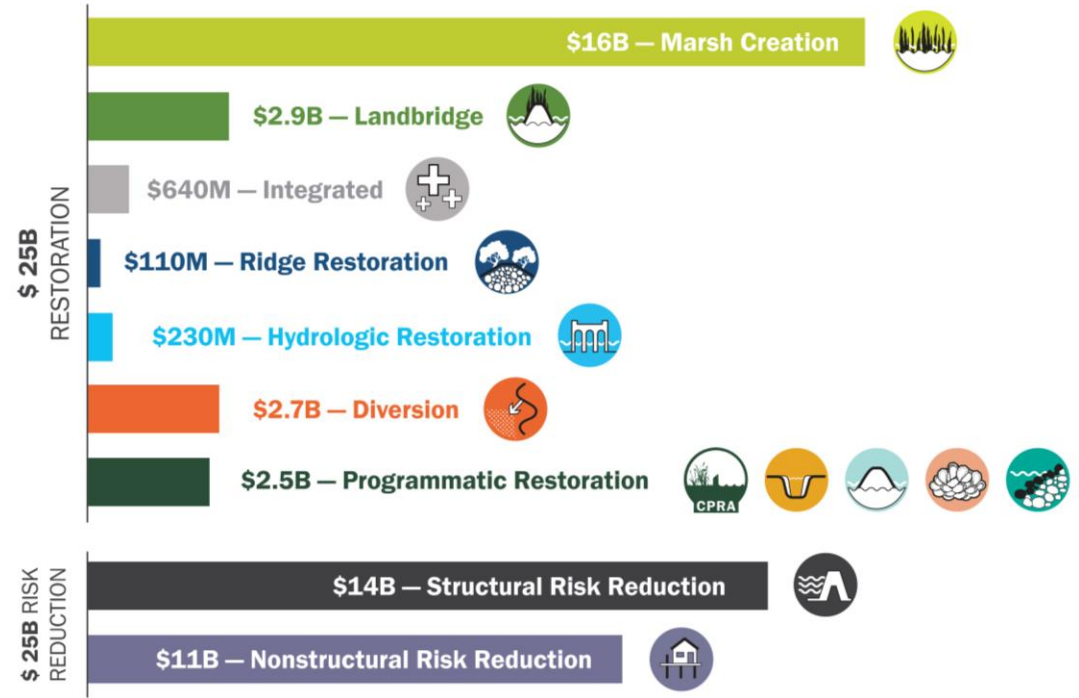 $ 25B
RESTORATION
$16B — Marsh Creation
$2.9B — Landbridge
$640M — Integrated
$110M — Ridge Restoration
$230M — Hydrologic Restoration
$2.7B — Diversion
$2.5B — Programmatic Restoration
CPRA
$ 25B RISK
REDUCTION
$14B — Structural Risk Reduction
$11B — Nonstructural Risk Reduction